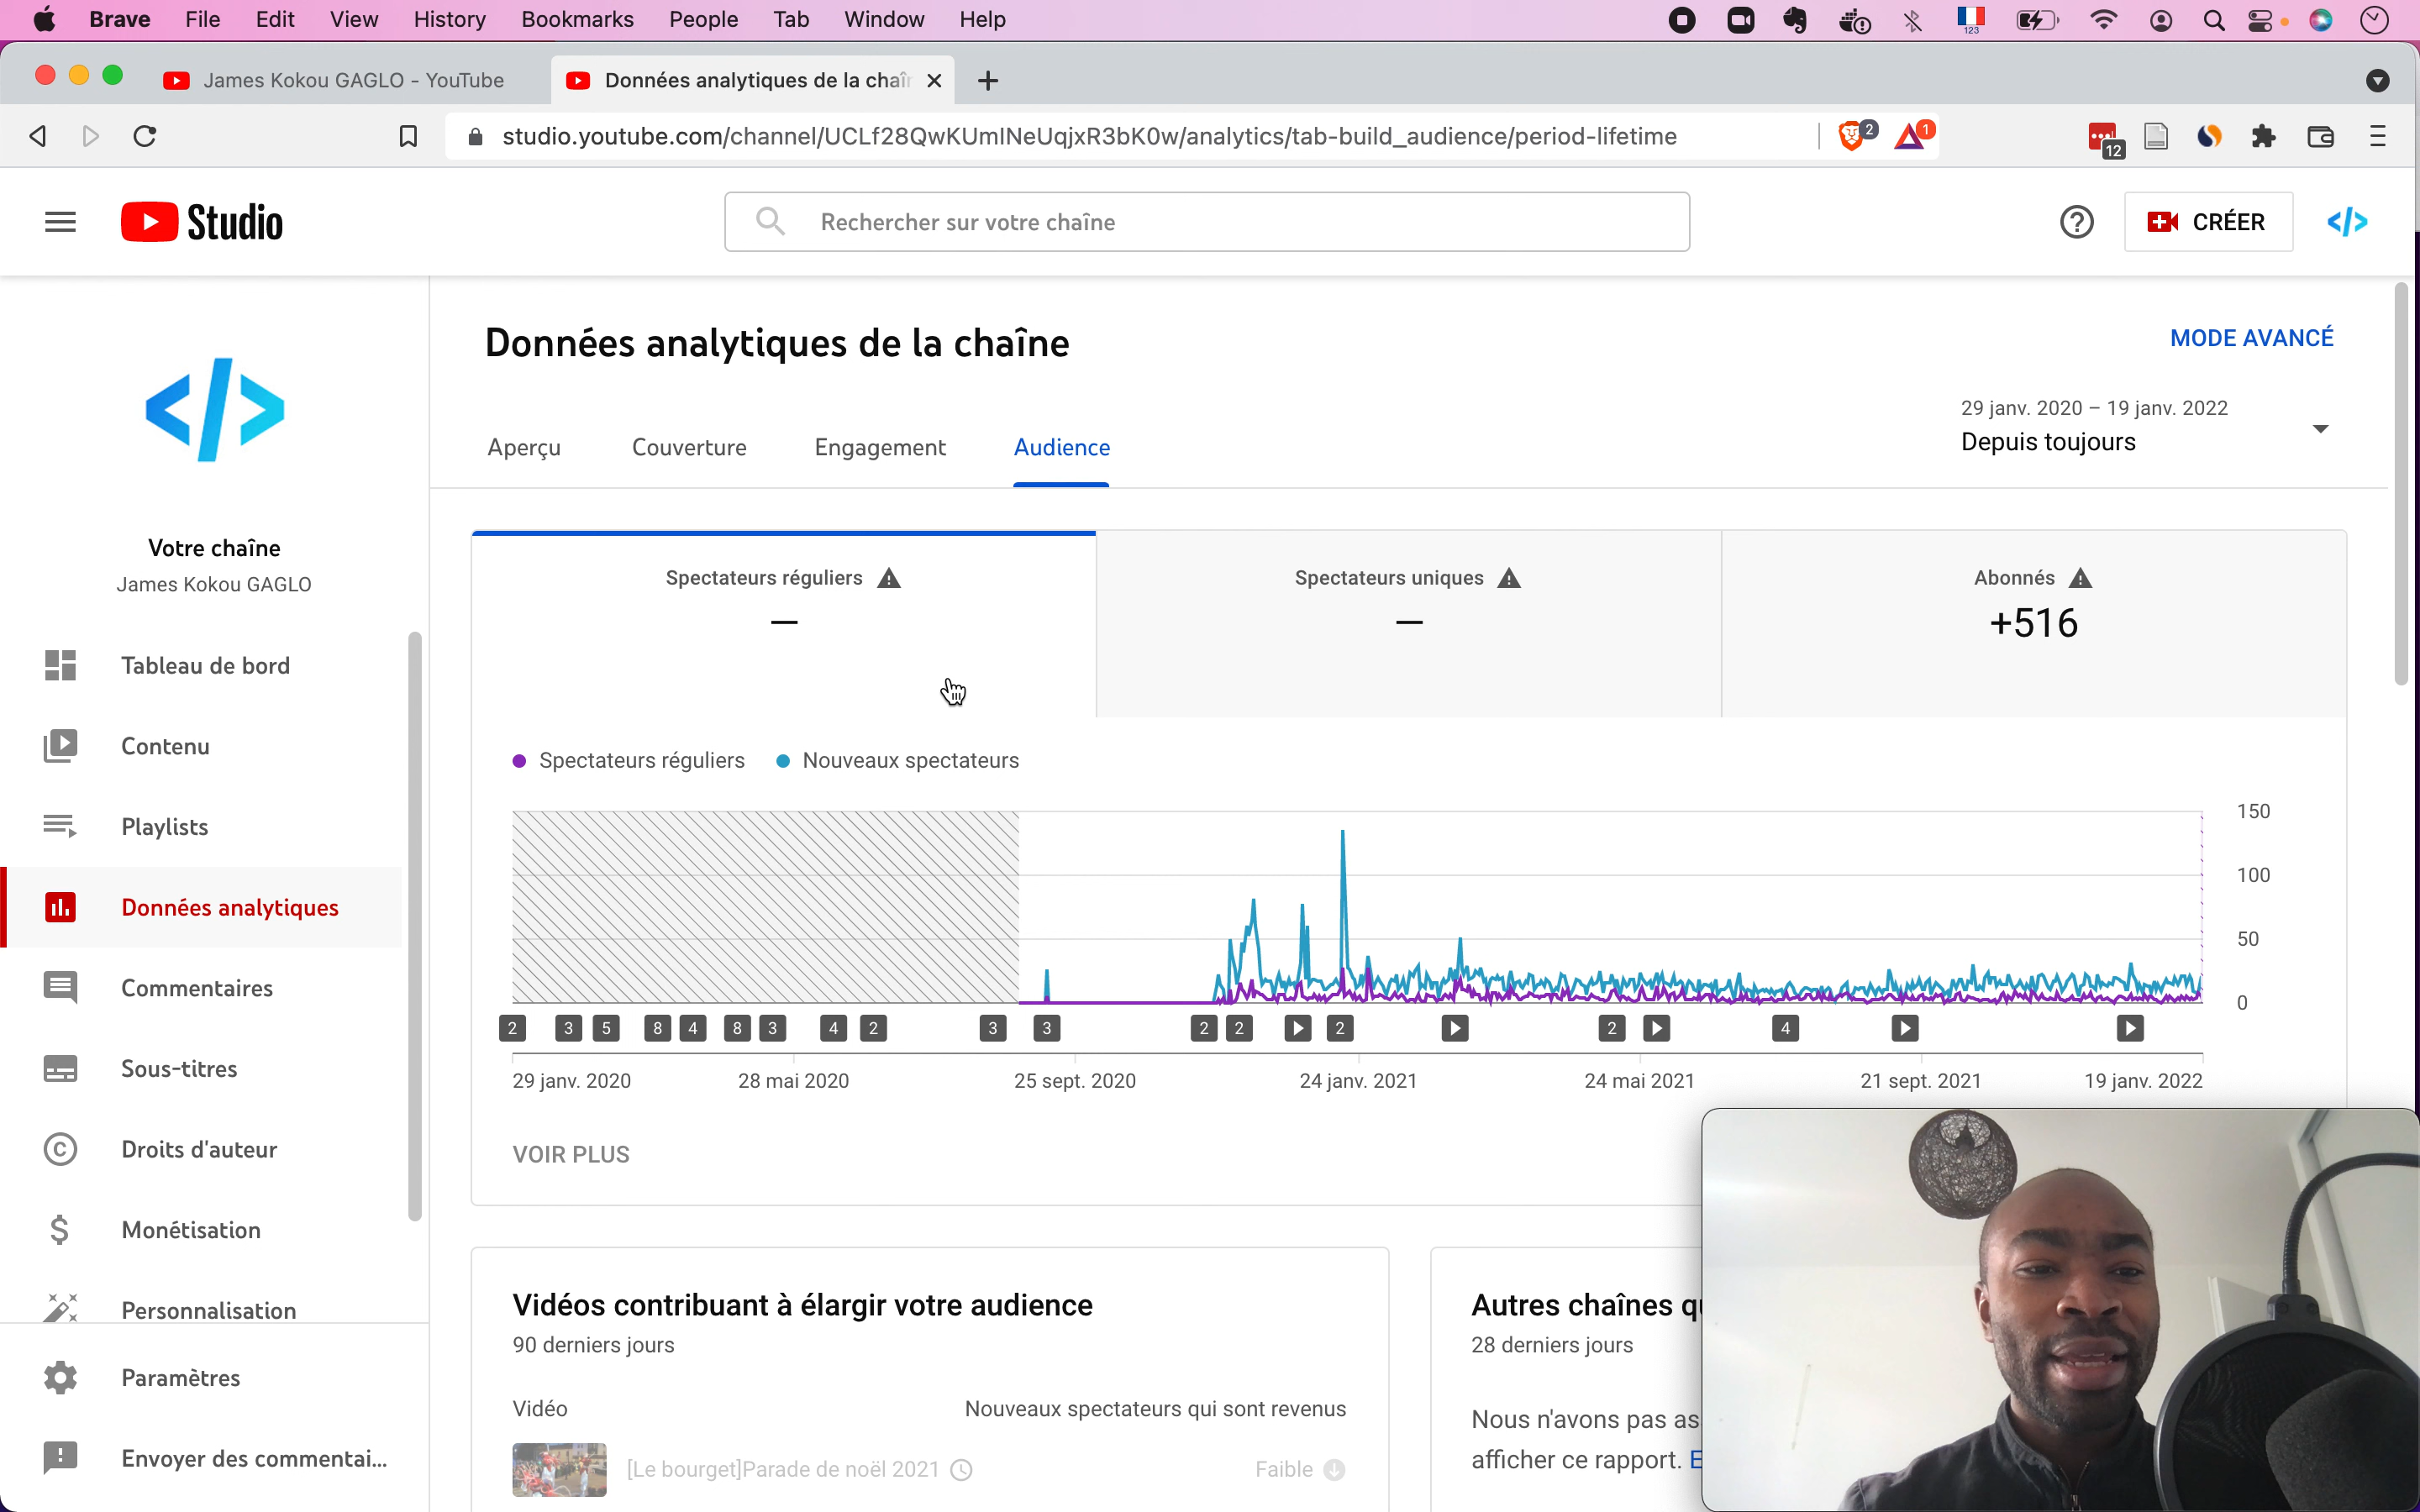 Brave File Edit View History Bookmarks People Tab Window Help
123
James Kokou GAGLO - YouTube
Données analytiques de la chaîn
studio.youtube.com/channel/UCLf28QwKUmINeUqjxR3bK0w/analytics/tab-build_audience/period-lifetime
2
1
12
Studio
Rechercher sur votre chaîne
CRÉER
Votre chaîne
James Kokou GAGLO
Tableau de bord
Contenu
Playlists
Données analytiques
Commentaires
Sous-titres
Droits d'auteur
Monétisation
Personnalisation
Paramètres
Envoyer des commentai...
Données analytiques de la chaîne
MODE AVANCÉ
Aperçu Couverture Engagement Audience
29 janv. 2020 – 19 janv. 2022
Depuis toujours
Spectateurs réguliers
—
Spectateurs uniques
—
Abonnés
+516
Spectateurs réguliers Nouveaux spectateurs
150
100
50
0
2 3 5 8 4 8 3 4 2 3 3 2 2 2 2 4
29 janv. 2020 28 mai 2020 25 sept. 2020 24 janv. 2021 24 mai 2021 21 sept. 2021 19 janv. 2022
VOIR PLUS
Vidéos contribuant à élargir votre audience
90 derniers jours
Vidéo Nouveaux spectateurs qui sont revenus
[Le bourget]Parade de noël 2021 Faible
Autres chaînes qu
28 derniers jours
Nous n'avons pas as
afficher ce rapport. E